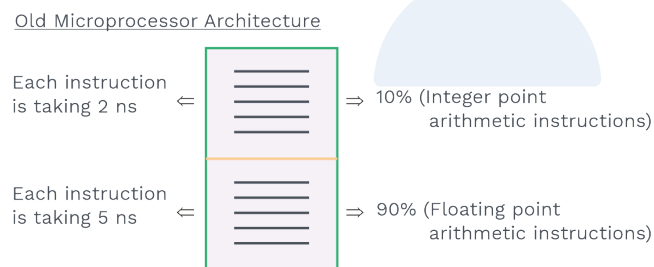 Old Microprocessor Architecture
Each instruction
is taking 2 ns
⇐
⇒
10% (Integer point
arithmetic instructions)
Each instruction
is taking 5 ns
⇐
⇒
90% (Floating point
arithmetic instructions)